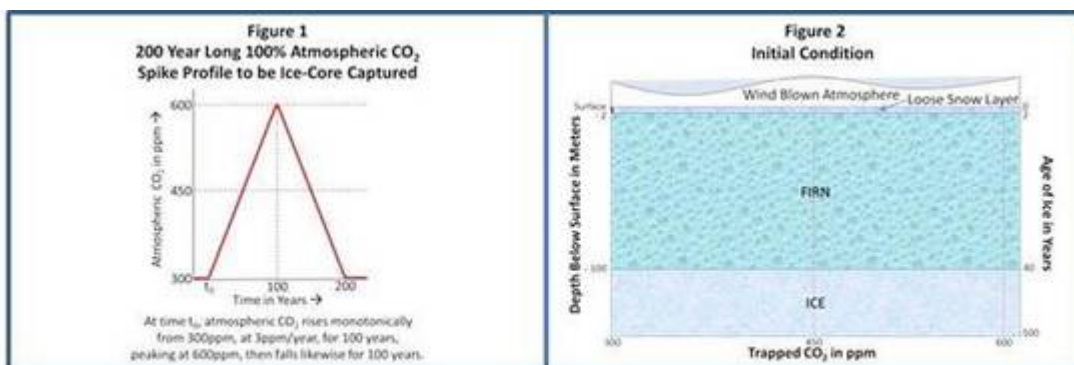 Figure 1
200 Year Long 100% Atmospheric CO₂
Spike Profile to be Ice-Core Captured
Atmospheric CO₂ in ppm →
600
450
300
t₀
100
200
Time in Years →
At time t₀, atmospheric CO₂ rises monotonically
from 300ppm, at 3ppm/year, for 100 years,
peaking at 600ppm, then falls likewise for 100 years.
Figure 2
Initial Condition
Wind Blown Atmosphere
Loose Snow Layer
Surface
Depth Below Surface in Meters
FIRN
ICE
Age of Ice in Years
450
600
Trapped CO₂ in ppm